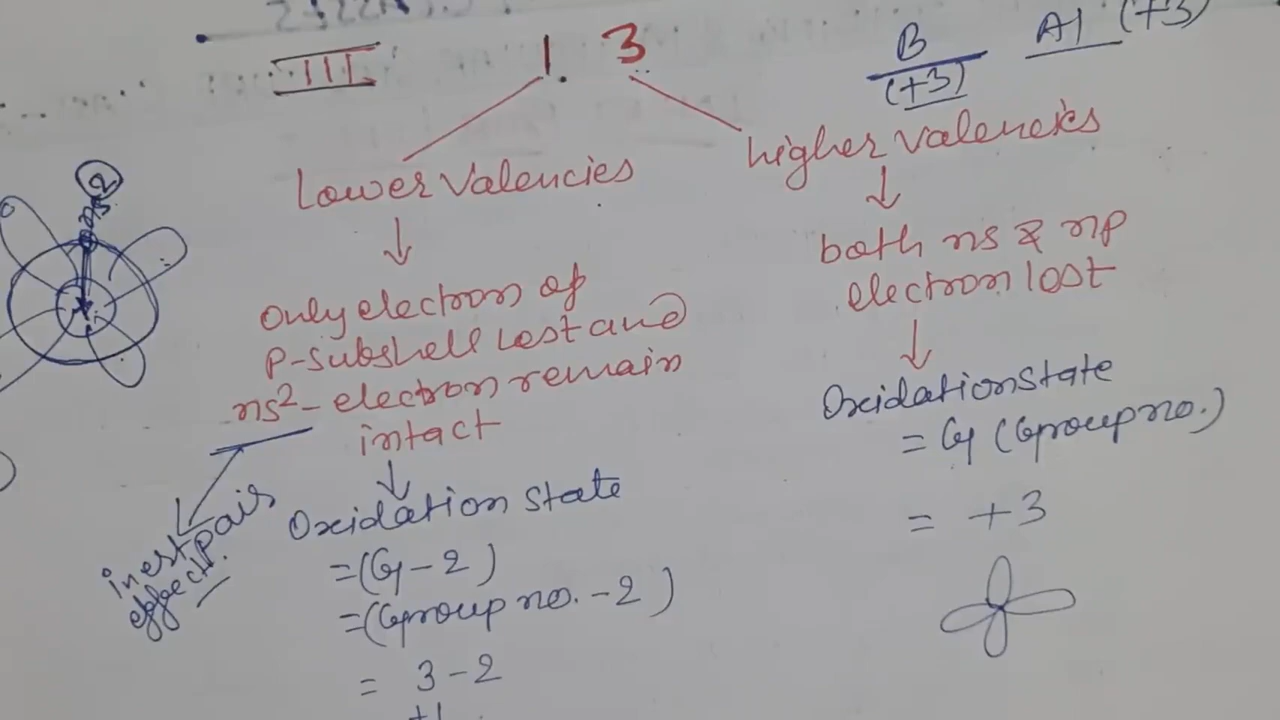 III
1. 3
B
(+3)
Al (+3)
Lower Valencies
↓
Only electron of
P-subshell lost and
ns²-electron remain
intact
↓
Oxidation state
=(G-2)
=(Group no.-2)
= 3-2
+1
inert pair
effect.
higher valencies
↓
both ns & np
electron lost
↓
Oxidation state
= G (Group no.)
= +3